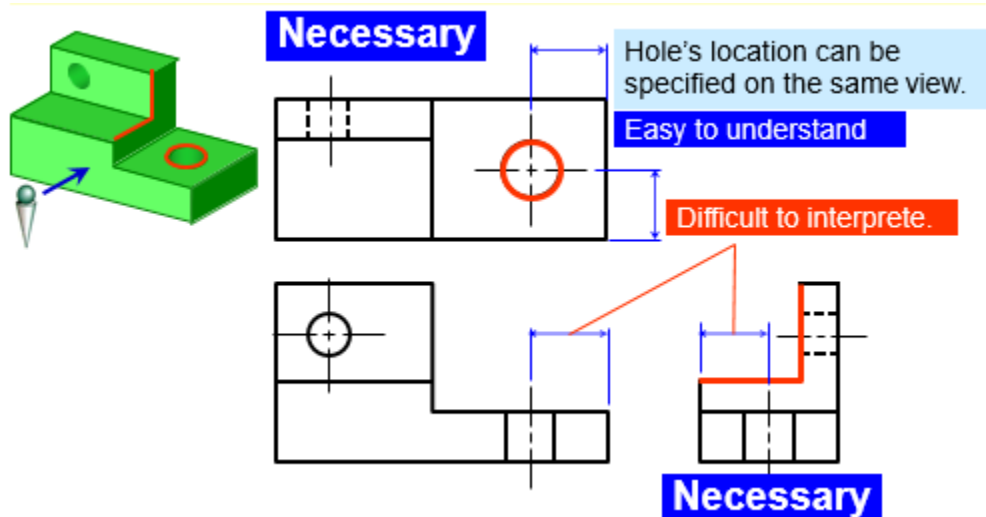 Necessary
Hole's location can be
specified on the same view.
Easy to understand
Difficult to interprete.
Necessary